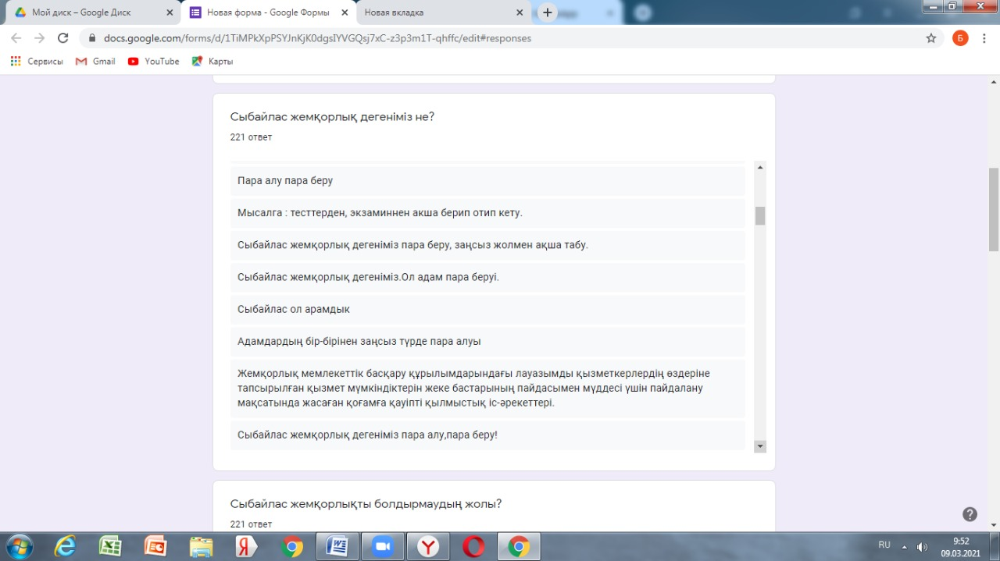 Мой диск – Google Диск
Новая форма - Google Формы
Новая вкладка
docs.google.com/forms/d/1TiMPkXpPSYJnKjK0dgsIYVGQsj7xC-z3p3m1T-qhffc/edit#responses
Б
Сервисы
Gmail
YouTube
Карты
Сыбайлас жемқорлық дегеніміз не?
221 ответ
Пара алу пара беру
Мысалга : тесттерден, экзаминнен акша берип отип кету.
Сыбайлас жемқорлық дегеніміз пара беру, заңсыз жолмен ақша табу.
Сыбайлас жемқорлық дегеніміз.Ол адам пара беруі.
Сыбайлас ол арамдык
Адамдардың бір-бірінен заңсыз түрде пара алуы
Жемқорлық мемлекеттік басқару құрылымдарындағы лауазымды қызметкерлердің өздеріне
тапсырылған қызмет мүмкіндіктерін жеке бастарының пайдасымен мүддесі үшін пайдалану
мақсатында жасаған қоғамға қауіпті қылмыстық іс-әрекеттері.
Сыбайлас жемқорлық дегеніміз пара алу,пара беру!
Сыбайлас жемқорлықты болдырмаудың жолы?
221 ответ
RU
9:52
09.03.2021